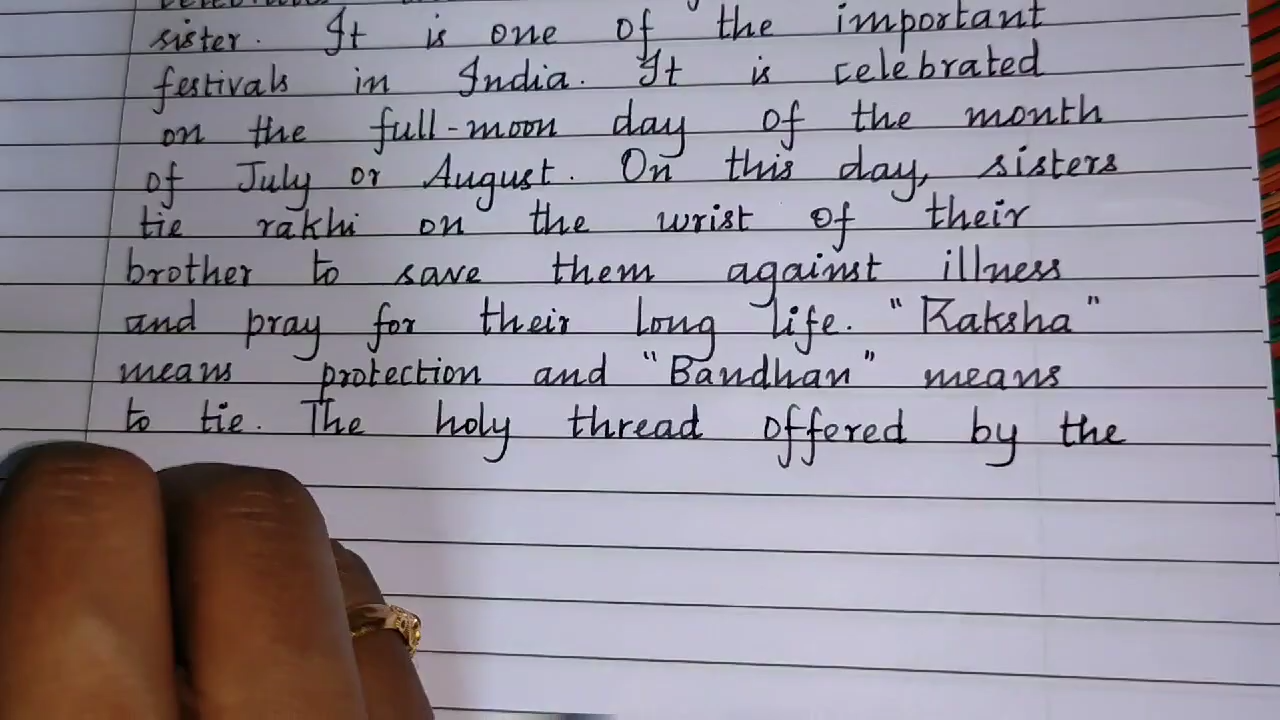 sister. It is one of the important
festivals in India. It is celebrated
on the full-moon day of the month
of July or August. On this day, sisters
tie rakhi on the wrist of their
brother to save them against illness
and pray for their long life. "Raksha"
means protection and "Bandhan" means
to tie. The holy thread offered by the